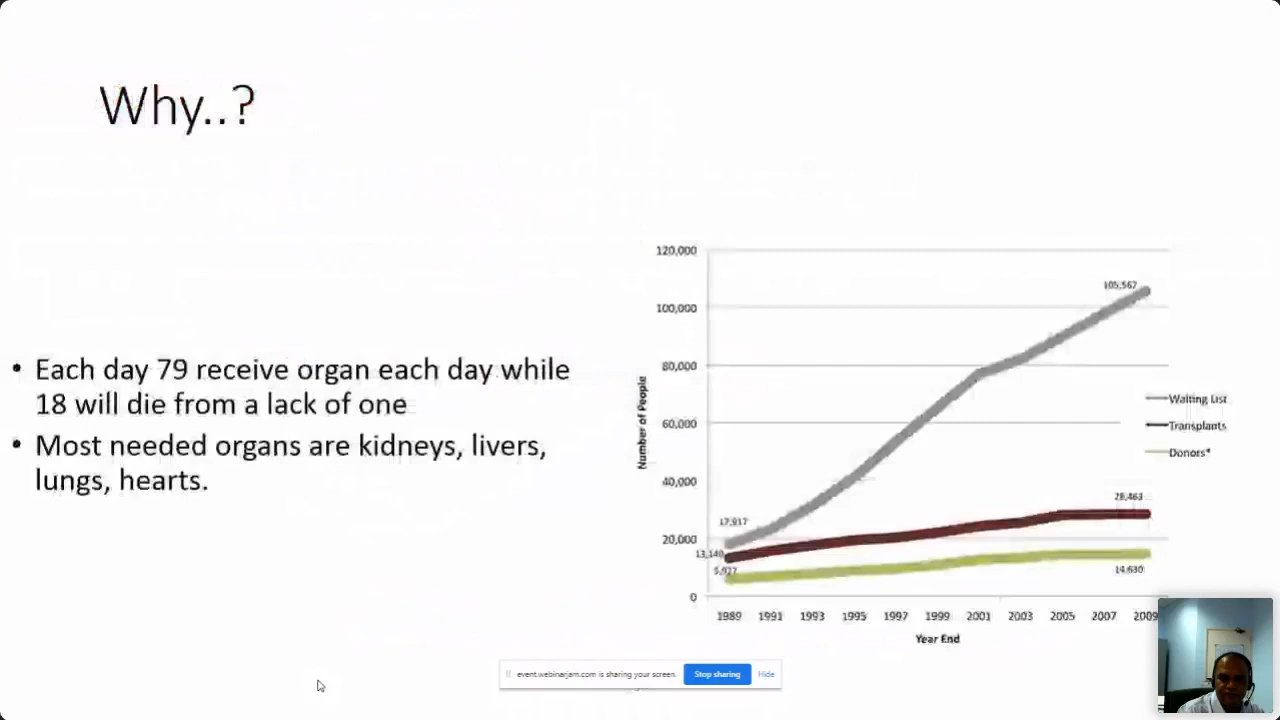 Why..?
• Each day 79 receive organ each day while
18 will die from a lack of one
• Most needed organs are kidneys, livers,
lungs, hearts.
120,000
100,000
80,000
60,000
40,000
20,000
0
Number of People
105,567
17,917
13,140
5,927
28,463
14,630
Waiting List
Transplants
Donors*
1989 1991 1993 1995 1997 1999 2001 2003 2005 2007 2009
Year End
event.webinarjam.com is sharing your screen. Stop sharing Hide